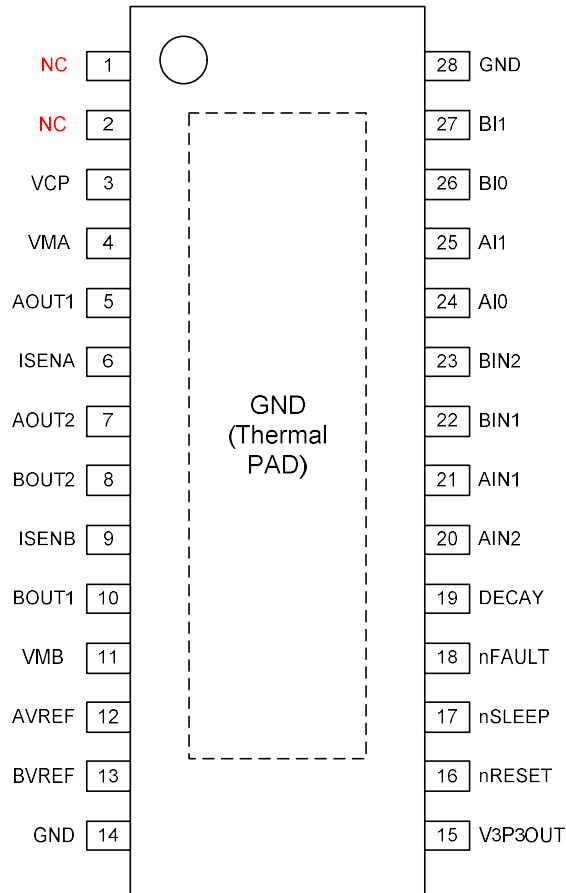 NC 1 28 GND
NC 2 27 BI1
VCP 3 26 BI0
VMA 4 25 AI1
AOUT1 5 24 AI0
ISENA 6 23 BIN2
AOUT2 7 22 BIN1
BOUT2 8 21 AIN1
ISENB 9 20 AIN2
BOUT1 10 19 DECAY
VMB 11 18 nFAULT
AVREF 12 17 nSLEEP
BVREF 13 16 nRESET
GND 14 15 V3P3OUT
GND
(Thermal
PAD)